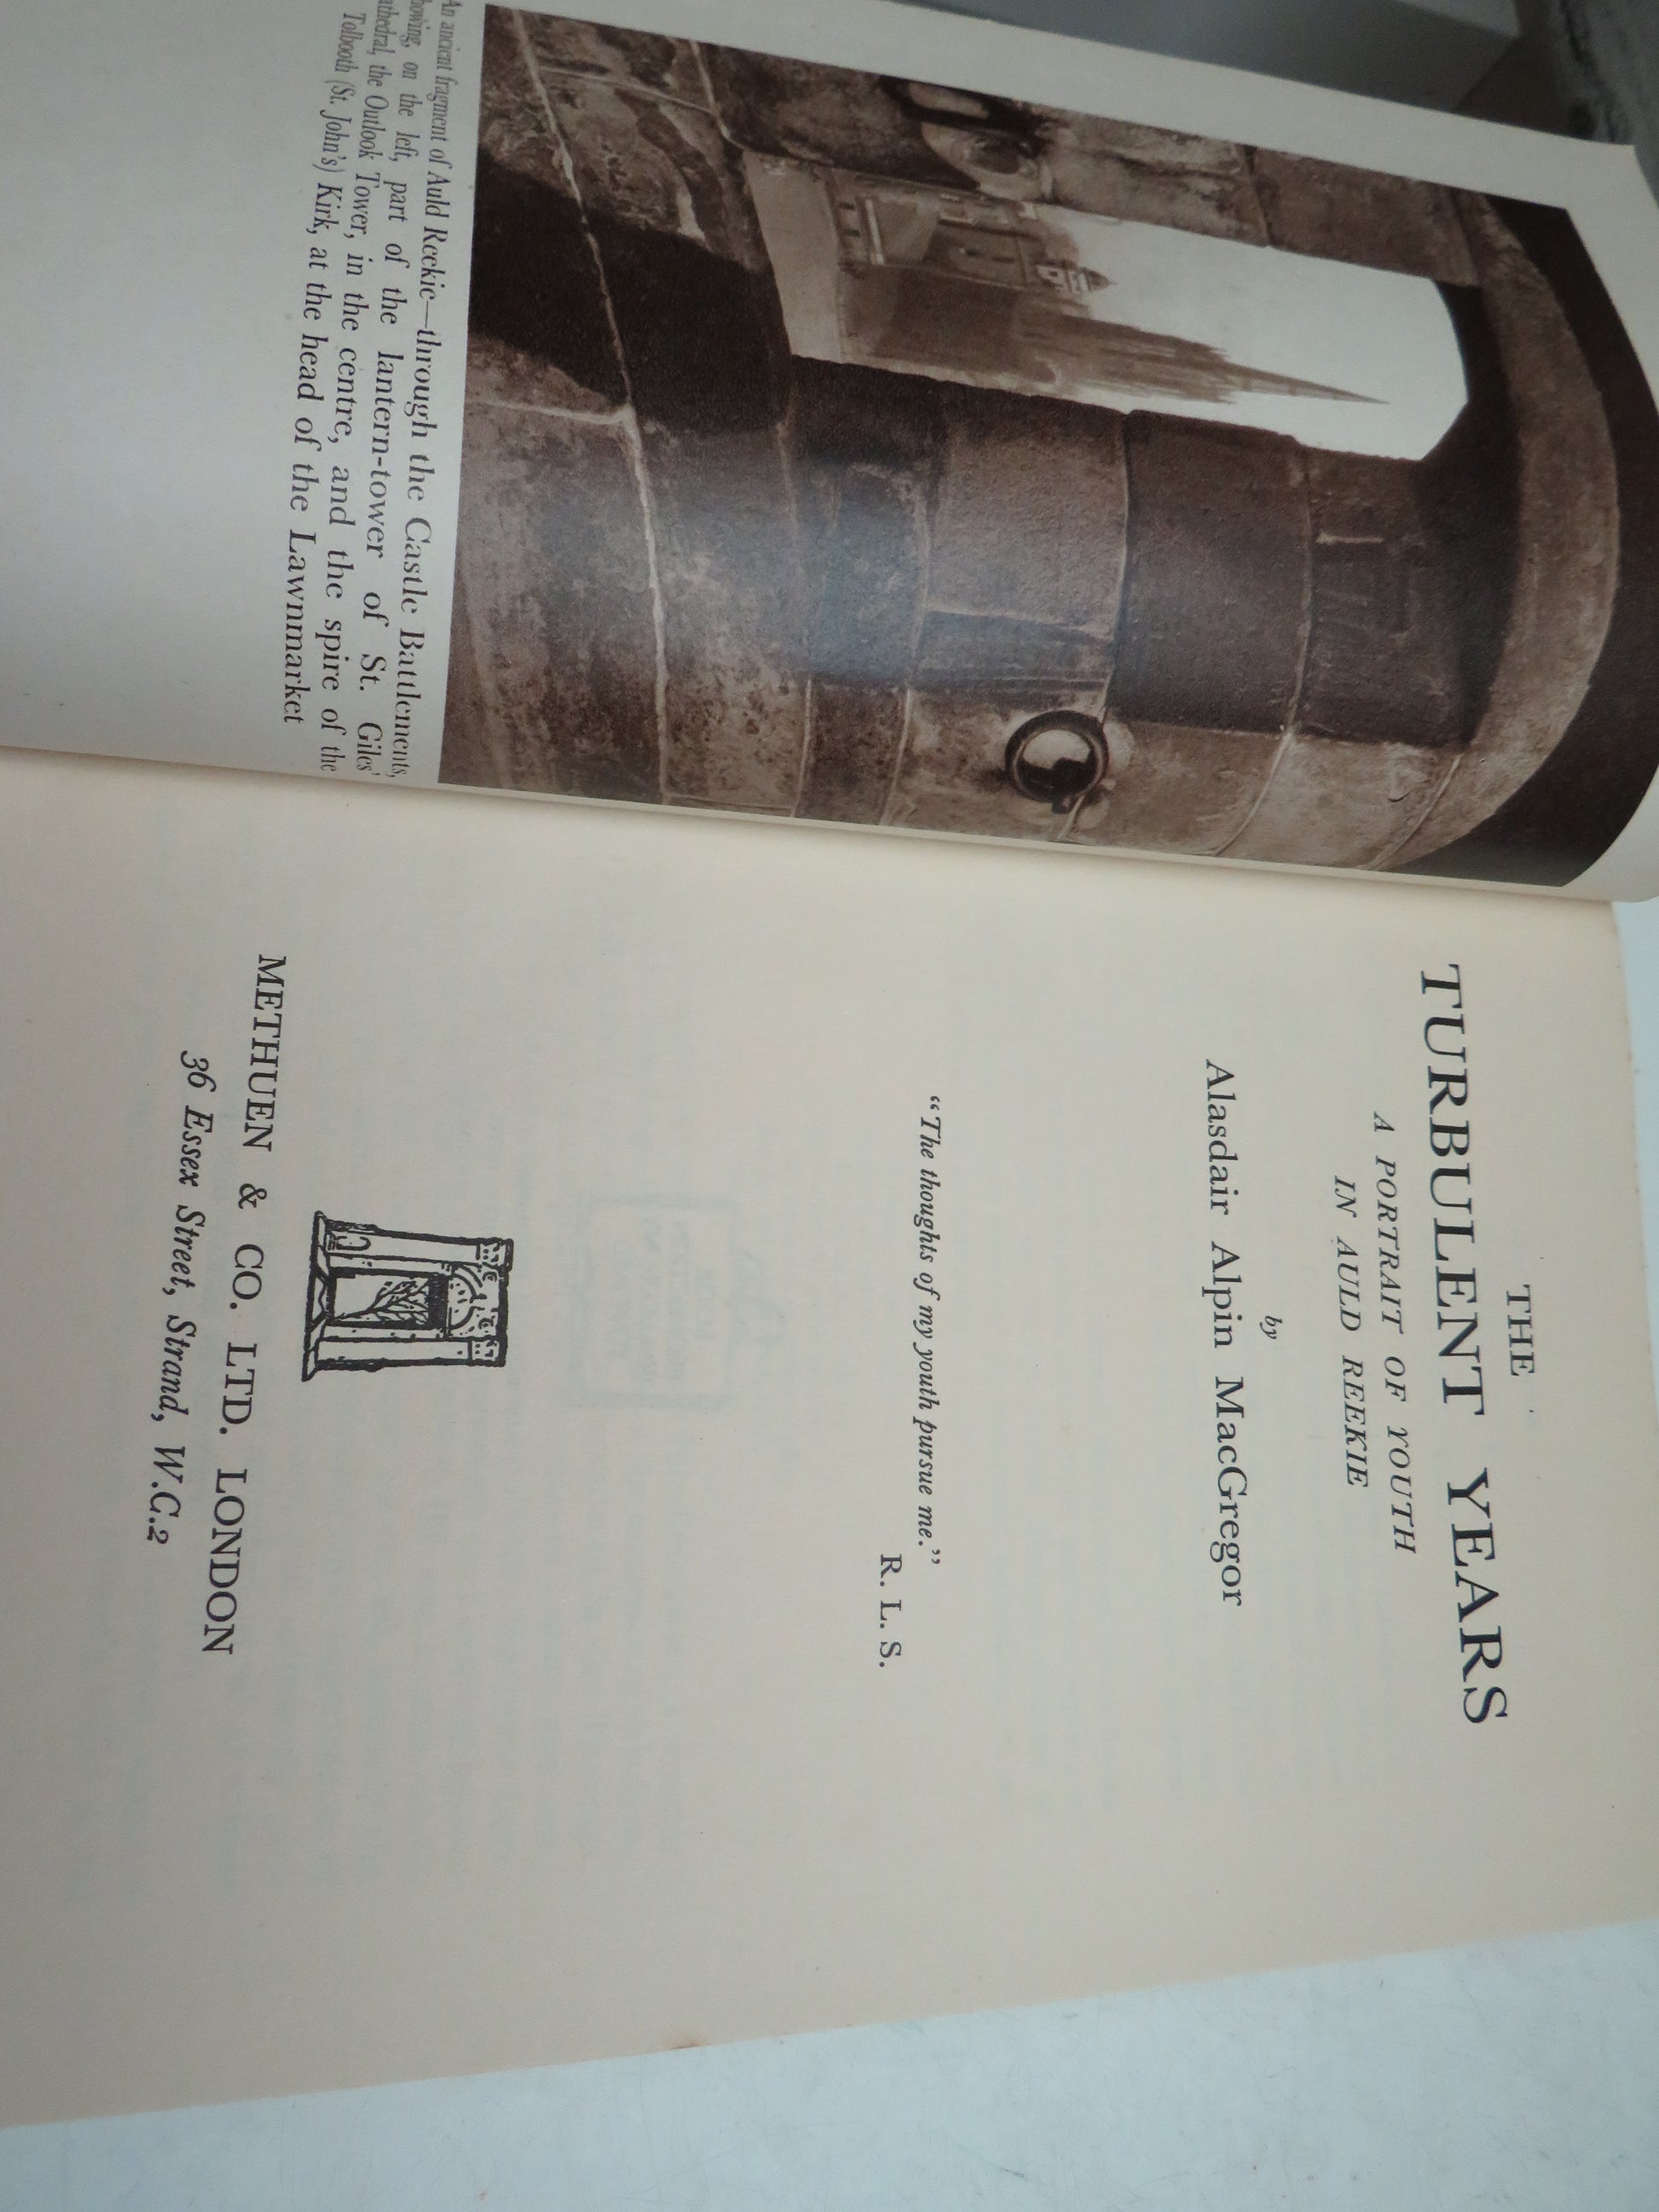 An ancient fragment of Auld Reekie—through the Castle Battlements,
howing, on the left, part of the lantern-tower of St. Giles'
athedral, the Outlook Tower, in the centre, and the spire of the
Tolbooth (St. John's) Kirk, at the head of the Lawnmarket
THE
TURBULENT YEARS
A PORTRAIT OF YOUTH
IN AULD REEKIE
by
Alasdair Alpin MacGregor
"The thoughts of my youth pursue me."
R. L. S.
METHUEN & CO. LTD. LONDON
36 Essex Street, Strand, W.C.2